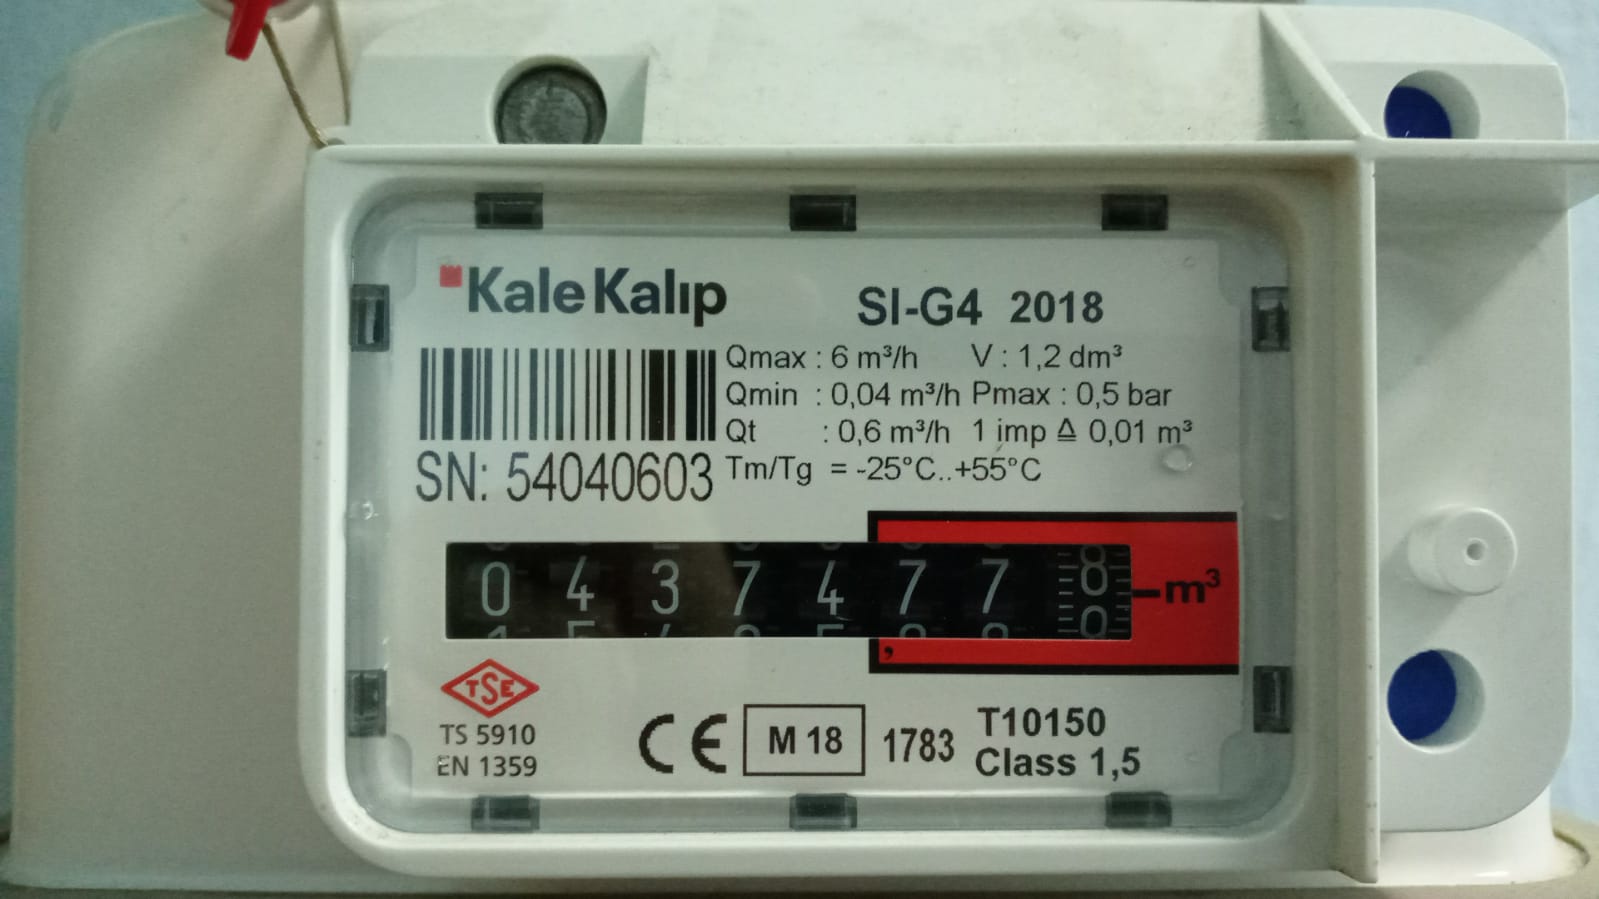 Kale Kalıp
SI-G4 2018
Qmax : 6 m³/h V : 1,2 dm³
Qmin : 0,04 m³/h Pmax : 0,5 bar
Qt : 0,6 m³/h 1 imp ≙ 0,01 m³
SN: 54040603 Tm/Tg = -25°C..+55°C
0 4 3 7 4 7 7 8 m³
0
,
TSE
TS 5910
EN 1359
CE M 18 1783
T10150
Class 1,5